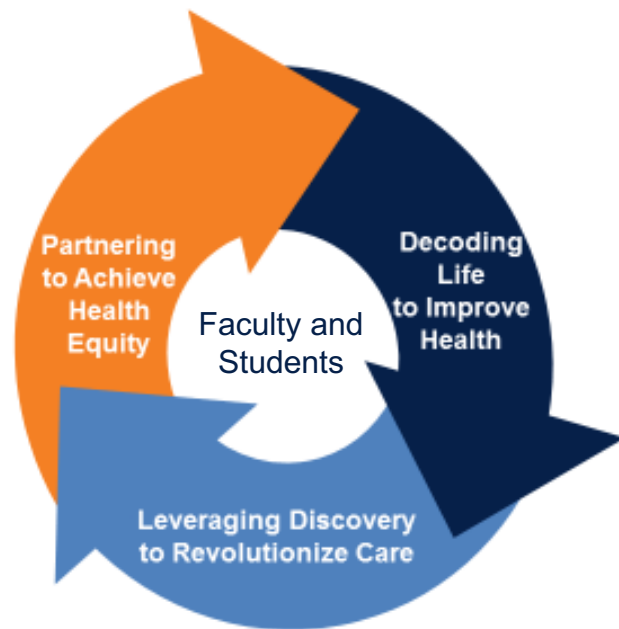 Partnering
to Achieve
Health
Equity
Decoding
Life
to Improve
Health
Faculty and
Students
Leveraging Discovery
to Revolutionize Care